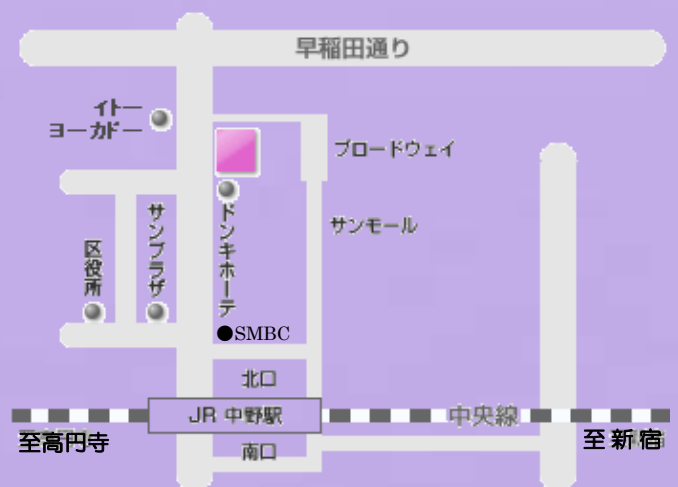 早稲田通り
イトー
ヨーカドー
ブロードウェイ
サンモール
サンプラザ
ドンキホーテ
区役所
SMBC
北口
JR 中野駅
中央線
至高円寺
南口
至新宿